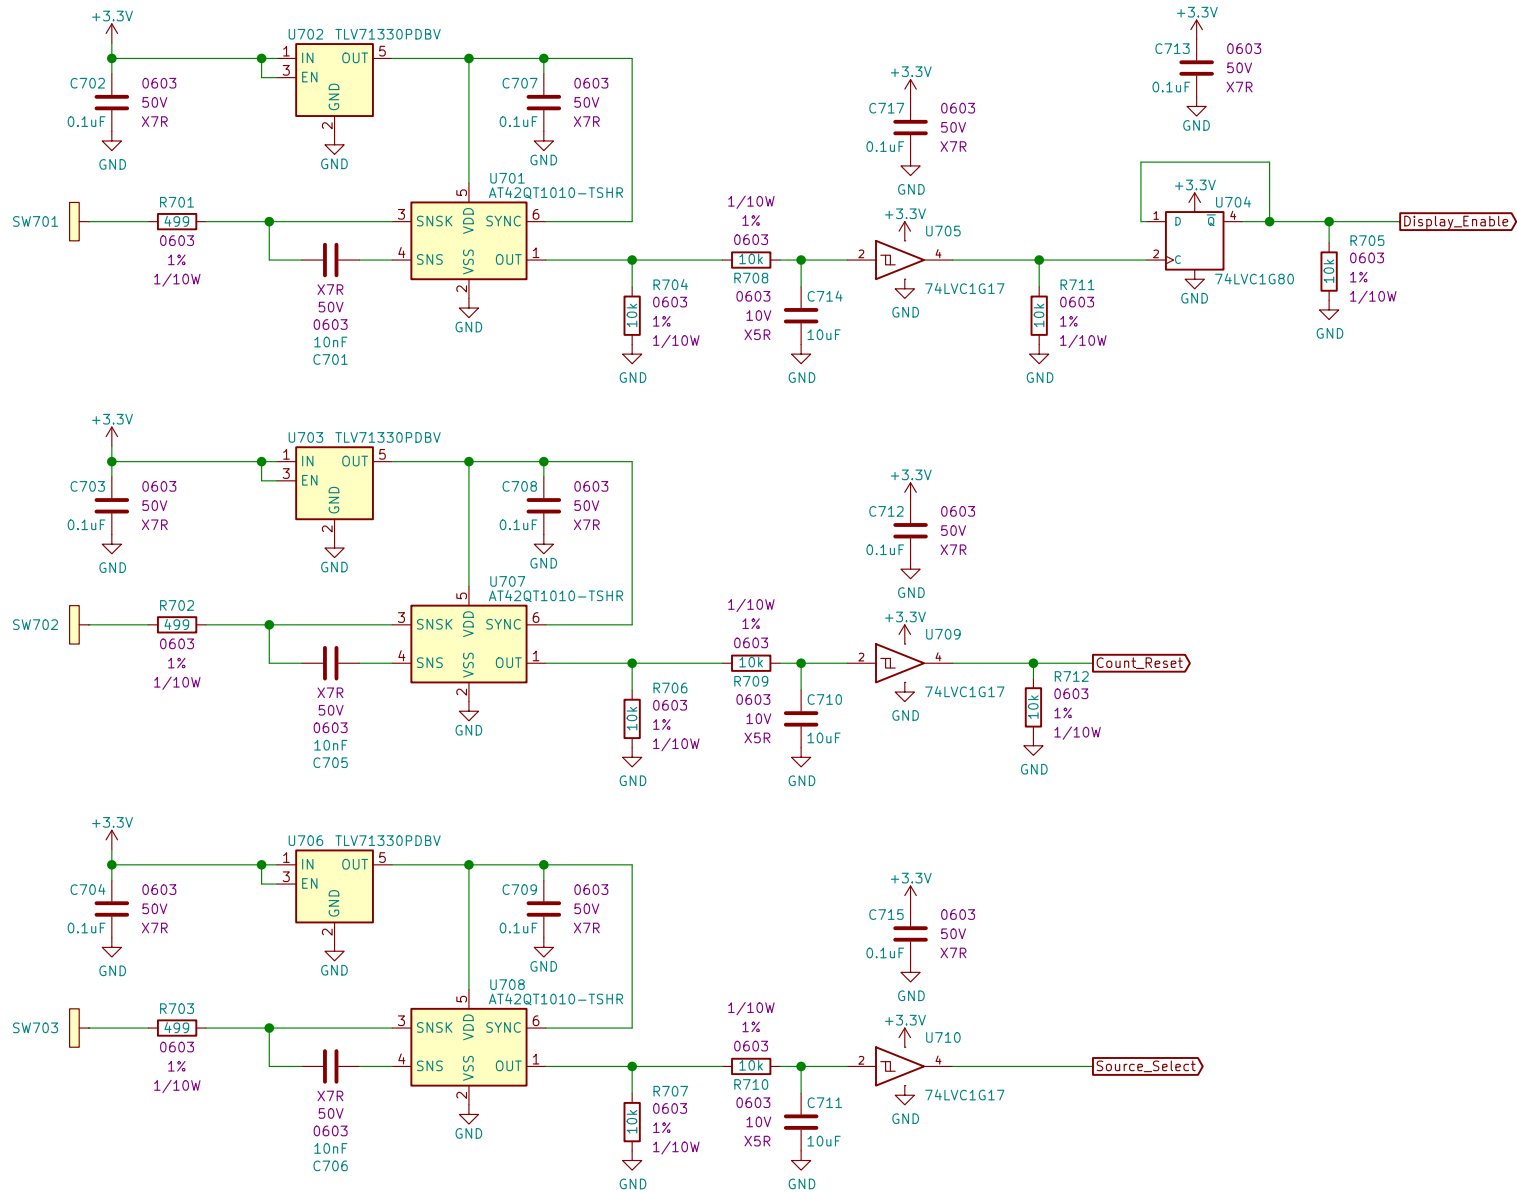 +3.3V
U702 TLV71330PDBV
1 IN OUT 5
3 EN
GND
2
GND
C702 0603
50V
0.1uF X7R
GND
C707 0603
50V
0.1uF X7R
GND
SW701
R701
499
0603
1%
1/10W
X7R
50V
0603
10nF
C701
U701
AT42QT1010-TSHR
5
3 SNSK VDD SYNC 6
4 SNS VSS OUT 1
2
GND
R704
10k 0603
1%
1/10W
GND
1/10W
1%
0603
10k
R708
0603 C714
10V
X5R 10uF
GND
+3.3V
C717 0603
50V
0.1uF X7R
GND
+3.3V
U705
2 4
74LVC1G17
GND
R711
10k 0603
1%
1/10W
GND
+3.3V
C713 0603
50V
0.1uF X7R
GND
+3.3V
U704
1 D Q 4
2 C
74LVC1G80
GND
Display_Enable
R705
10k 0603
1%
1/10W
GND
+3.3V
U703 TLV71330PDBV
1 IN OUT 5
3 EN
GND
2
GND
C703 0603
50V
0.1uF X7R
GND
C708 0603
50V
0.1uF X7R
GND
SW702
R702
499
0603
1%
1/10W
X7R
50V
0603
10nF
C705
U707
AT42QT1010-TSHR
5
3 SNSK VDD SYNC 6
4 SNS VSS OUT 1
2
GND
R706
10k 0603
1%
1/10W
GND
1/10W
1%
0603
10k
R709
0603 C710
10V
X5R 10uF
GND
+3.3V
C712 0603
50V
0.1uF X7R
GND
+3.3V
U709
2 4
74LVC1G17
GND
Count_Reset
R712
10k 0603
1%
1/10W
GND
+3.3V
U706 TLV71330PDBV
1 IN OUT 5
3 EN
GND
2
GND
C704 0603
50V
0.1uF X7R
GND
C709 0603
50V
0.1uF X7R
GND
SW703
R703
499
0603
1%
1/10W
X7R
50V
0603
10nF
C706
U708
AT42QT1010-TSHR
5
3 SNSK VDD SYNC 6
4 SNS VSS OUT 1
2
GND
R707
10k 0603
1%
1/10W
GND
1/10W
1%
0603
10k
R710
0603 C711
10V
X5R 10uF
GND
+3.3V
C715 0603
50V
0.1uF X7R
GND
+3.3V
U710
2 4
74LVC1G17
GND
Source_Select